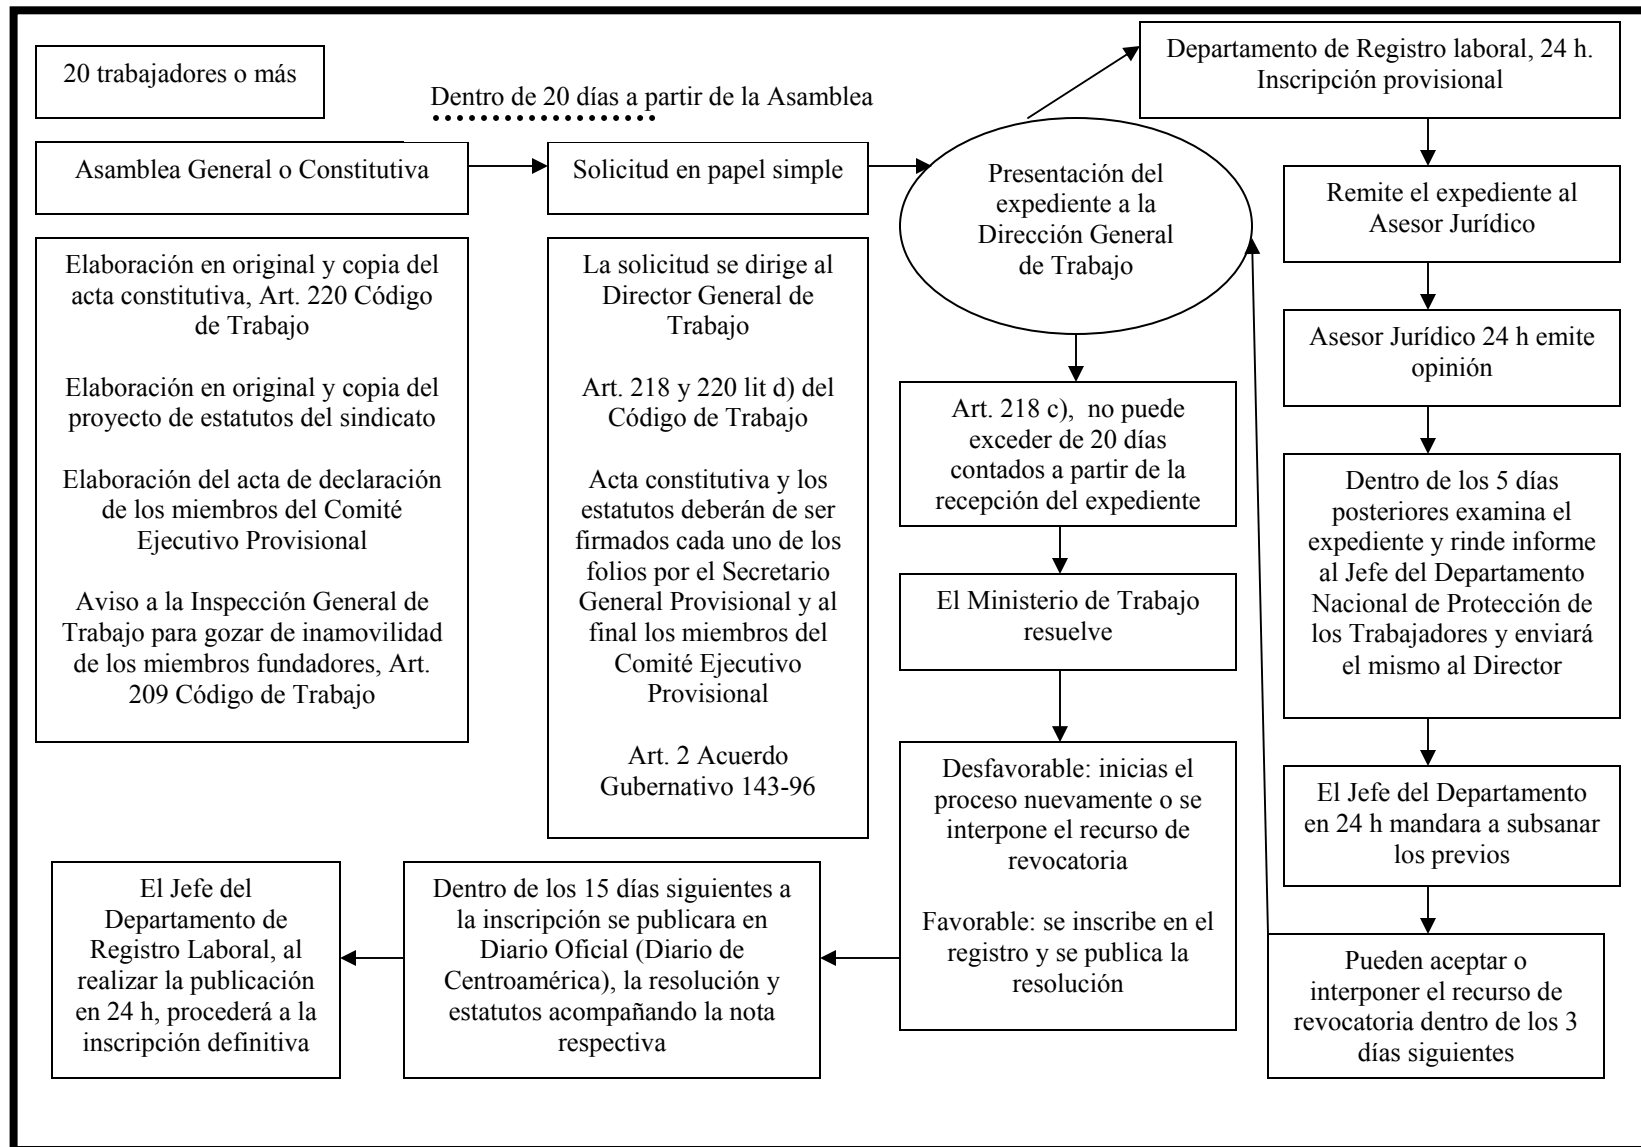 20 trabajadores o más
Dentro de 20 días a partir de la Asamblea
Asamblea General o Constitutiva
Elaboración en original y copia del
acta constitutiva, Art. 220 Código
de Trabajo
Elaboración en original y copia del
proyecto de estatutos del sindicato
Elaboración del acta de declaración
de los miembros del Comité
Ejecutivo Provisional
Aviso a la Inspección General de
Trabajo para gozar de inamovilidad
de los miembros fundadores, Art.
209 Código de Trabajo
Solicitud en papel simple
La solicitud se dirige al
Director General de
Trabajo
Art. 218 y 220 lit d) del
Código de Trabajo
Acta constitutiva y los
estatutos deberán de ser
firmados cada uno de los
folios por el Secretario
General Provisional y al
final los miembros del
Comité Ejecutivo
Provisional
Art. 2 Acuerdo
Gubernativo 143-96
Presentación del
expediente a la
Dirección General
de Trabajo
Departamento de Registro laboral, 24 h.
Inscripción provisional
Remite el expediente al
Asesor Jurídico
Asesor Jurídico 24 h emite
opinión
Dentro de los 5 días
posteriores examina el
expediente y rinde informe
al Jefe del Departamento
Nacional de Protección de
los Trabajadores y enviará
el mismo al Director
El Jefe del Departamento
en 24 h mandara a subsanar
los previos
Pueden aceptar o
interponer el recurso de
revocatoria dentro de los 3
días siguientes
Art. 218 c), no puede
exceder de 20 días
contados a partir de la
recepción del expediente
El Ministerio de Trabajo
resuelve
Desfavorable: inicias el
proceso nuevamente o se
interpone el recurso de
revocatoria
Favorable: se inscribe en el
registro y se publica la
resolución
Dentro de los 15 días siguientes a
la inscripción se publicara en
Diario Oficial (Diario de
Centroamérica), la resolución y
estatutos acompañando la nota
respectiva
El Jefe del
Departamento de
Registro Laboral, al
realizar la publicación
en 24 h, procederá a la
inscripción definitiva